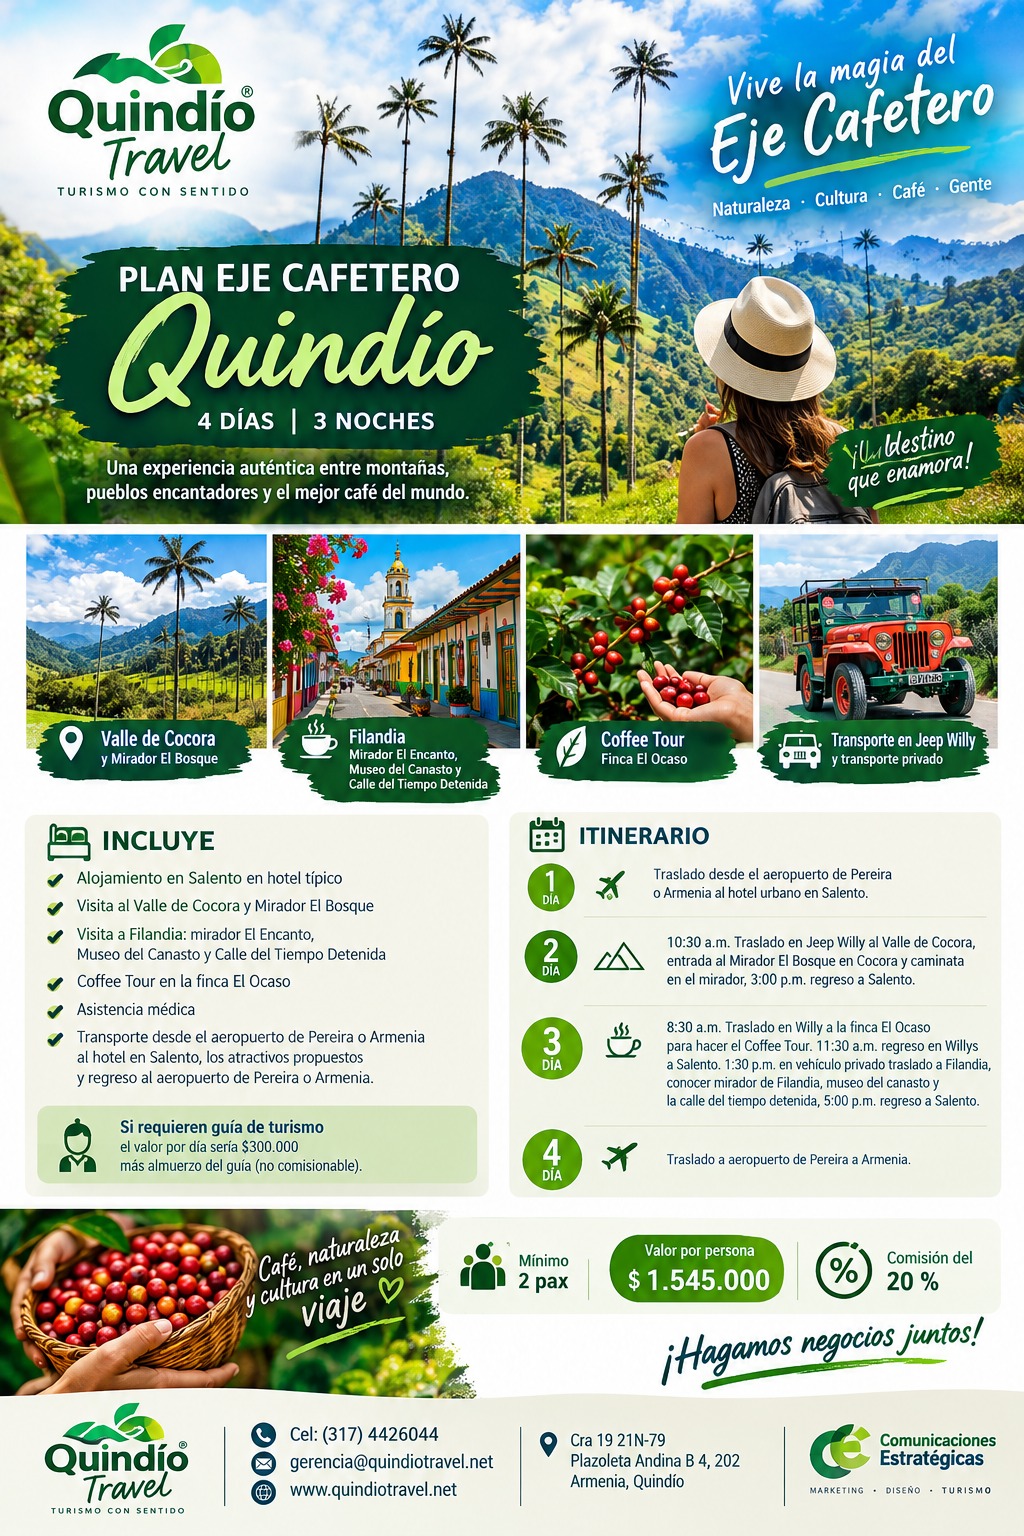 Quindío®
Travel
TURISMO CON SENTIDO
Vive la magia del
Eje Cafetero
Naturaleza · Cultura · Café · Gente
PLAN EJE CAFETERO
Quindío
4 DÍAS | 3 NOCHES
Una experiencia auténtica entre montañas,
pueblos encantadores y el mejor café del mundo.
destino
que enamora!
Valle de Cocora
y Mirador El Bosque
Filandia
Mirador El Encanto,
Museo del Canasto y
Calle del Tiempo Detenida
Coffee Tour
Finca El Ocaso
Transporte en Jeep Willy
y transporte privado
INCLUYE
Alojamiento en Salento en hotel típico
Visita al Valle de Cocora y Mirador El Bosque
Visita a Filandia: mirador El Encanto,
Museo del Canasto y Calle del Tiempo Detenida
Coffee Tour en la finca El Ocaso
Asistencia médica
Transporte desde el aeropuerto de Pereira o Armenia
al hotel en Salento, los atractivos propuestos
y regreso al aeropuerto de Pereira o Armenia.
Si requieren guía de turismo
el valor por día sería $300.000
más almuerzo del guía (no comisionable).
ITINERARIO
1
DÍA
Traslado desde el aeropuerto de Pereira
o Armenia al hotel urbano en Salento.
2
DÍA
10:30 a.m. Traslado en Jeep Willy al Valle de Cocora,
entrada al Mirador El Bosque en Cocora y caminata
en el mirador, 3:00 p.m. regreso a Salento.
3
DÍA
8:30 a.m. Traslado en Willy a la finca El Ocaso
para hacer el Coffee Tour. 11:30 a.m. regreso en Willys
a Salento. 1:30 p.m. en vehículo privado traslado a Filandia,
conocer mirador de Filandia, museo del canasto y
la calle del tiempo detenida, 5:00 p.m. regreso a Salento.
4
DÍA
Traslado a aeropuerto de Pereira a Armenia.
Café, naturaleza
y cultura en un solo
viaje
Mínimo
2 pax
Valor por persona
$ 1.545.000
%
Comisión del
20 %
¡Hagamos negocios juntos!
Quindío®
Travel
TURISMO CON SENTIDO
Cel: (317) 4426044
gerencia@quindiotravel.net
www.quindiotravel.net
Cra 19 21N-79
Plazoleta Andina B 4, 202
Armenia, Quindío
Comunicaciones
Estratégicas
MARKETING • DISEÑO • TURISMO